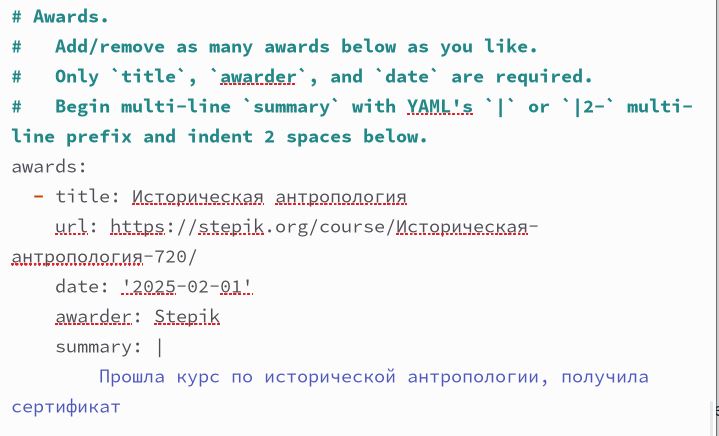 # Awards.
#   Add/remove as many awards below as you like.
#   Only `title`, `awarder`, and `date` are required.
#   Begin multi-line `summary` with YAML's `|` or `|2-` multi-
line prefix and indent 2 spaces below.
awards:
  - title: Историческая антропология
    url: https://stepik.org/course/Историческая-
антропология-720/
    date: '2025-02-01'
    awarder: Stepik
    summary: |
        Прошла курс по исторической антропологии, получила
сертификат